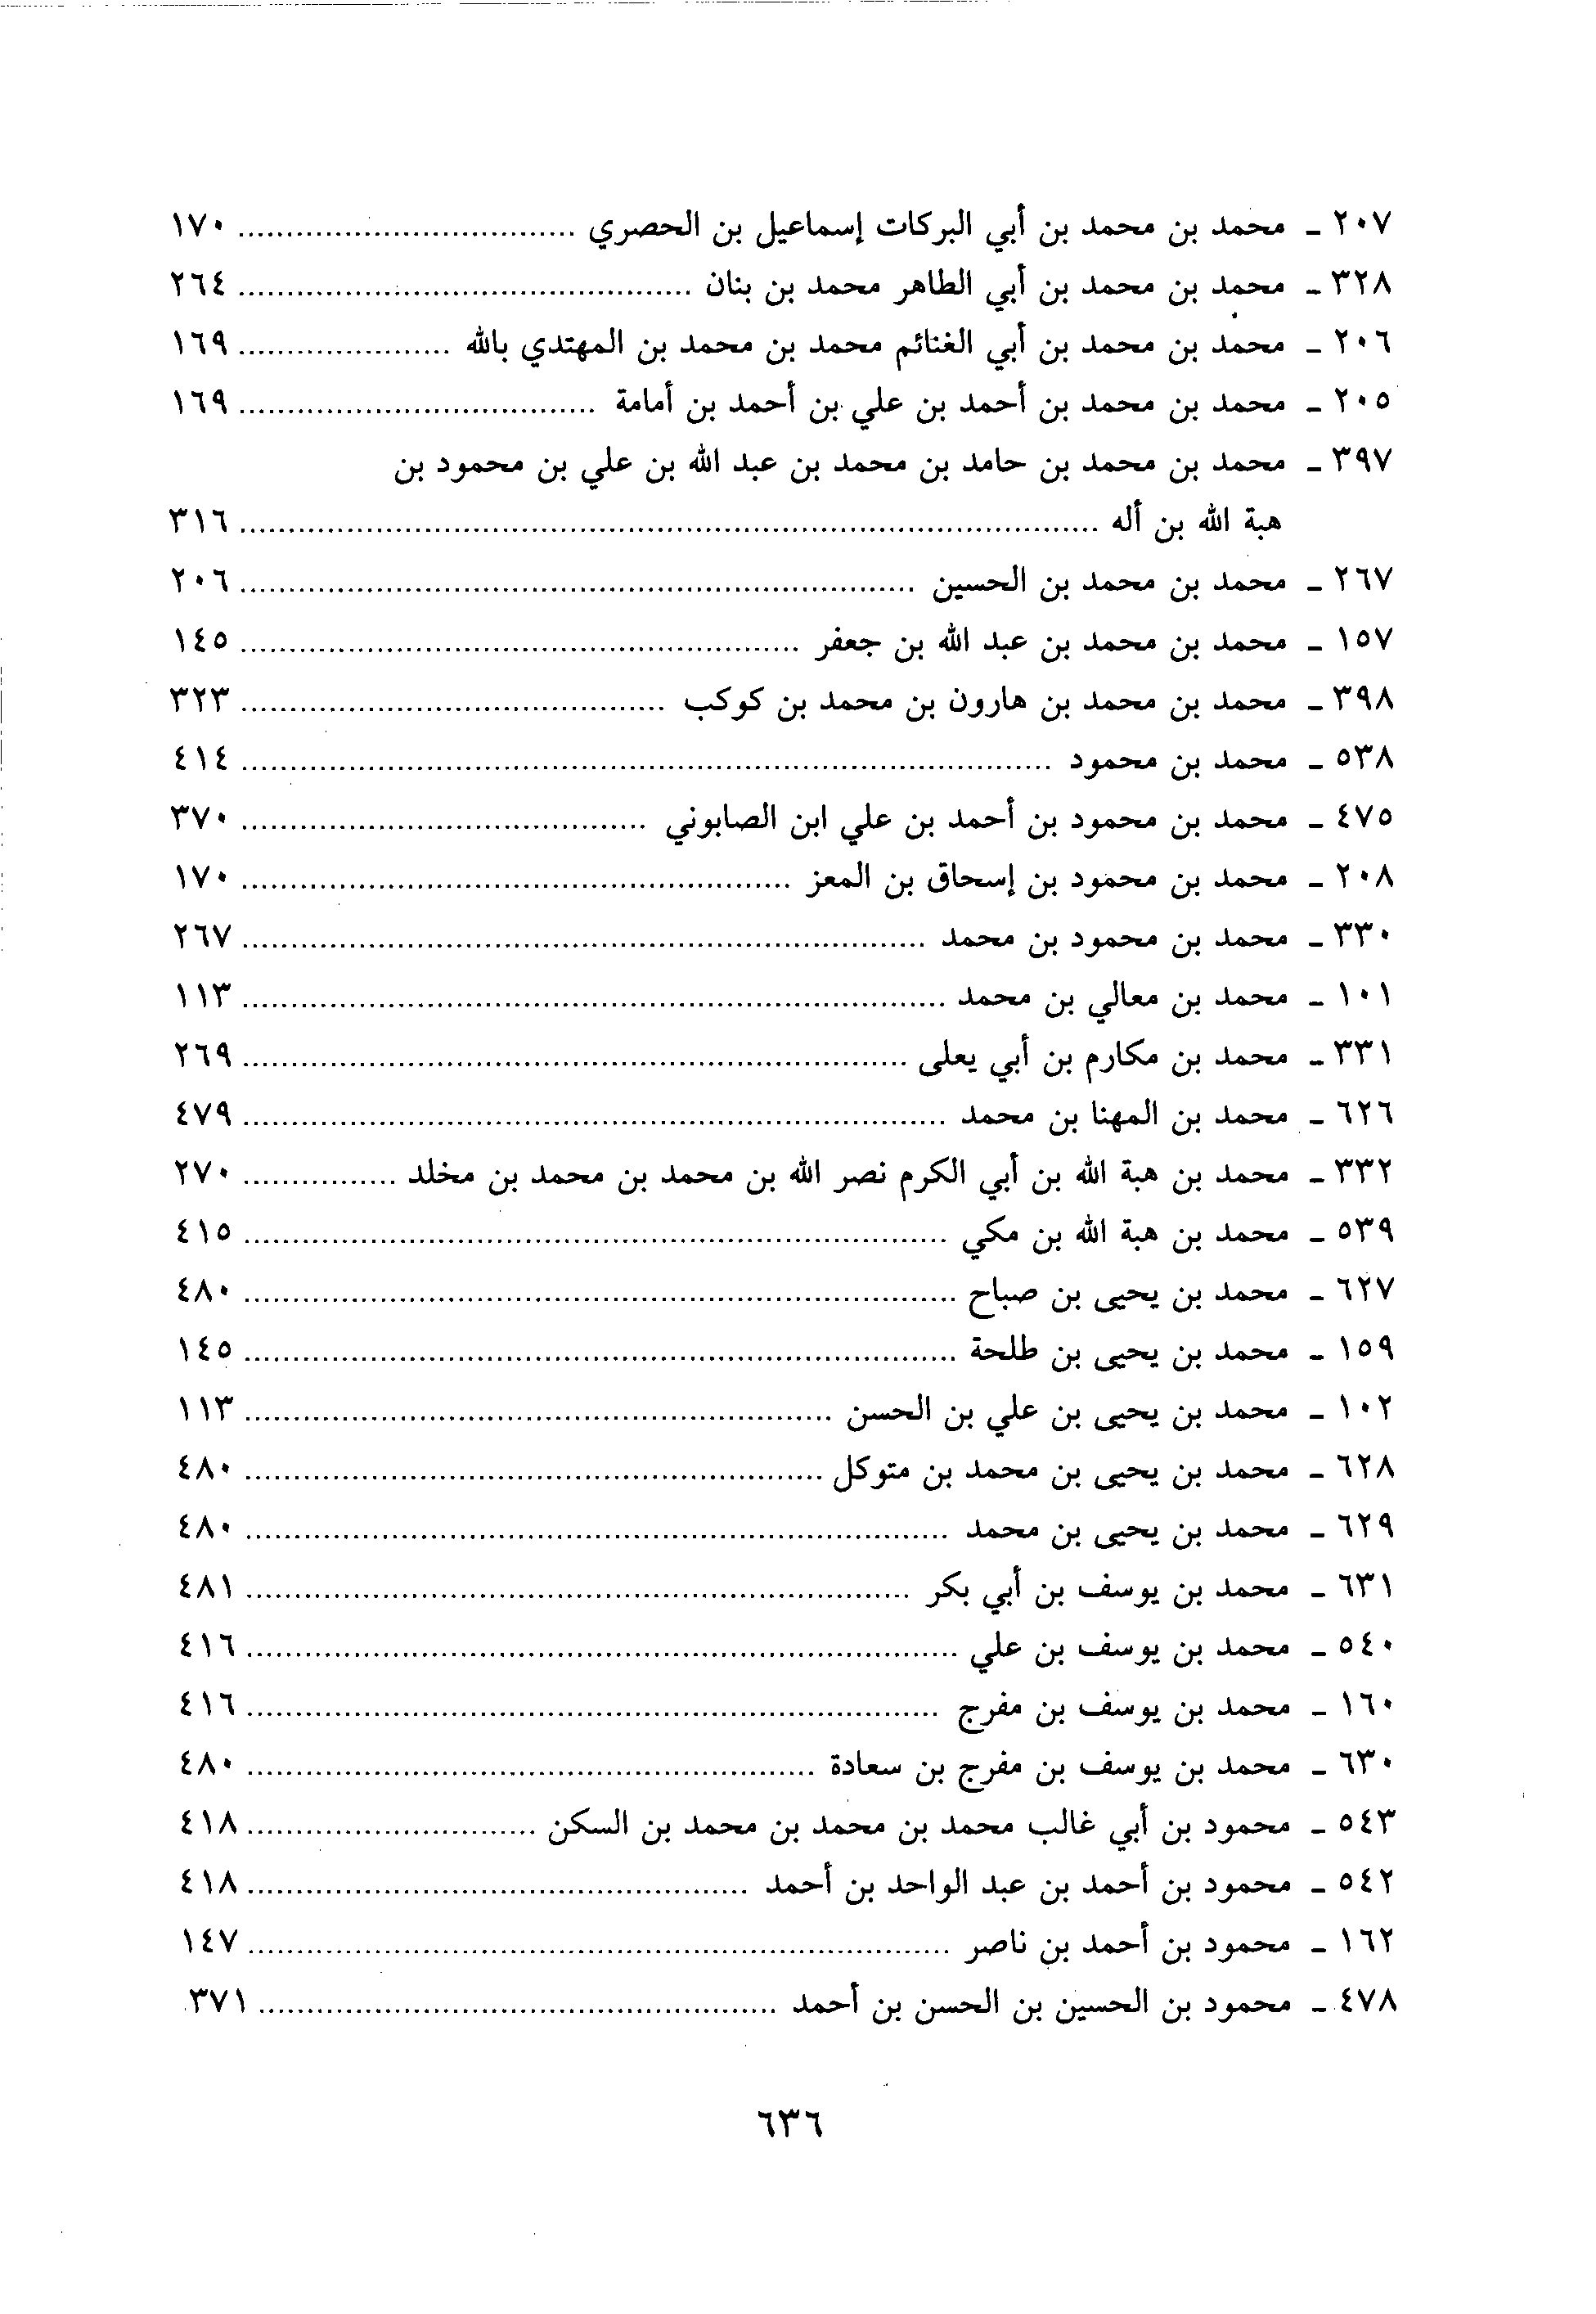 ٢٠٧ - محمد بن محمد بن أبي البركات إسماعيل بن الحصري ................ ١٧٠
٣٢٨ - محمد بن محمد بن أبي الطاهر محمد بن بنان ................ ٢٦٤
٢٠٦ - محمد بن محمد بن أبي الغنائم محمد بن محمد بن المهتدي بالله ................ ١٦٩
٢٠٥ - محمد بن محمد بن أحمد بن علي بن أحمد بن أمامة ................ ١٦٩
٣٩٧ - محمد بن محمد بن حامد بن محمد بن عبد الله بن علي بن محمود بن
هبة الله بن أله ................ ٣١٦
٢٦٧ - محمد بن محمد بن الحسين ................ ٢٠٦
١٥٧ - محمد بن محمد بن عبد الله بن جعفر ................ ١٤٥
٣٩٨ - محمد بن محمد بن هارون بن محمد بن كوكب ................ ٣٢٣
٥٣٨ - محمد بن محمود ................ ٤١٤
٤٧٥ - محمد بن محمود بن أحمد بن علي ابن الصابوني ................ ٣٧٠
٢٠٨ - محمد بن محمود بن إسحاق بن المعز ................ ١٧٠
٣٣٠ - محمد بن محمود بن محمد ................ ٢٦٧
١٠١ - محمد بن معالي بن محمد ................ ١١٣
٣٣١ - محمد بن مكارم بن أبي يعلى ................ ٢٦٩
٦٢٦ - محمد بن المهنا بن محمد ................ ٤٧٩
٣٣٢ - محمد بن هبة الله بن أبي الكرم نصر الله بن محمد بن محمد بن مخلد ................ ٢٧٠
٥٣٩ - محمد بن هبة الله بن مكي ................ ٤١٥
٦٢٧ - محمد بن يحيى بن صباح ................ ٤٨٠
١٥٩ - محمد بن يحيى بن طلحة ................ ١٤٥
١٠٢ - محمد بن يحيى بن علي بن الحسن ................ ١١٣
٦٢٨ - محمد بن يحيى بن محمد بن متوكل ................ ٤٨٠
٦٢٩ - محمد بن يحيى بن محمد ................ ٤٨٠
٦٣١ - محمد بن يوسف بن أبي بكر ................ ٤٨١
٥٤٠ - محمد بن يوسف بن علي ................ ٤١٦
١٦٠ - محمد بن يوسف بن مفرج ................ ٤١٦
٦٣٠ - محمد بن يوسف بن مفرج بن سعادة ................ ٤٨٠
٥٤٣ - محمود بن أبي غالب محمد بن محمد بن محمد بن السكن ................ ٤١٨
٥٤٢ - محمود بن أحمد بن عبد الواحد بن أحمد ................ ٤١٨
١٦٢ - محمود بن أحمد بن ناصر ................ ١٤٧
٤٧٨ - محمود بن الحسين بن الحسن بن أحمد ................ ٣٧١
٦٣٦